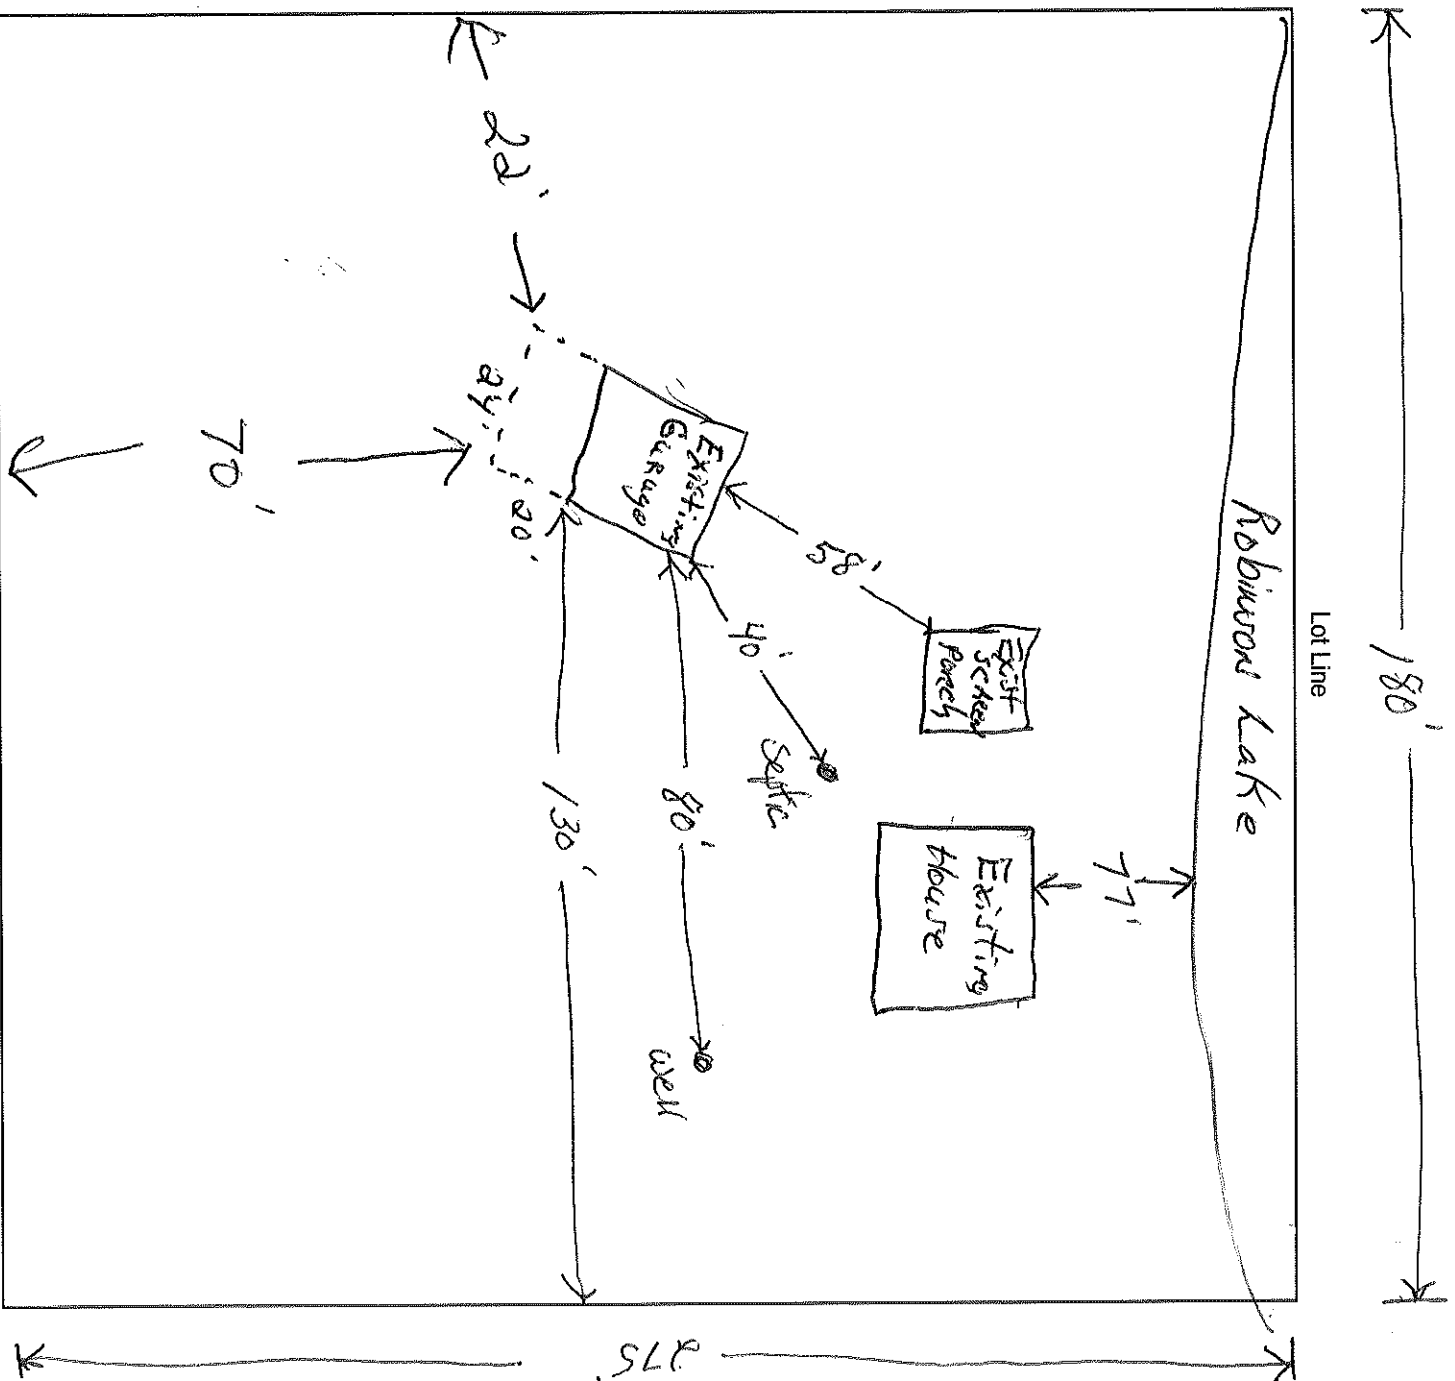 180'
Lot Line
Robinson Lake
77'
Existing
House
Exist
Screen
Porch
58'
40'
Septic
Existing
Garage
80'
well
22'
24'
20'
130'
70'
275'